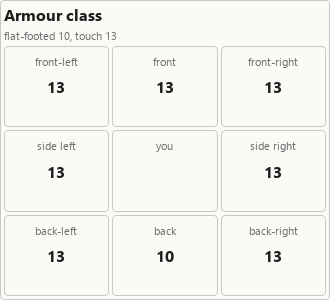 Armour class
flat-footed 10, touch 13
front-left front front-right
13 13 13
side left you side right
13 13
back-left back back-right
13 10 13